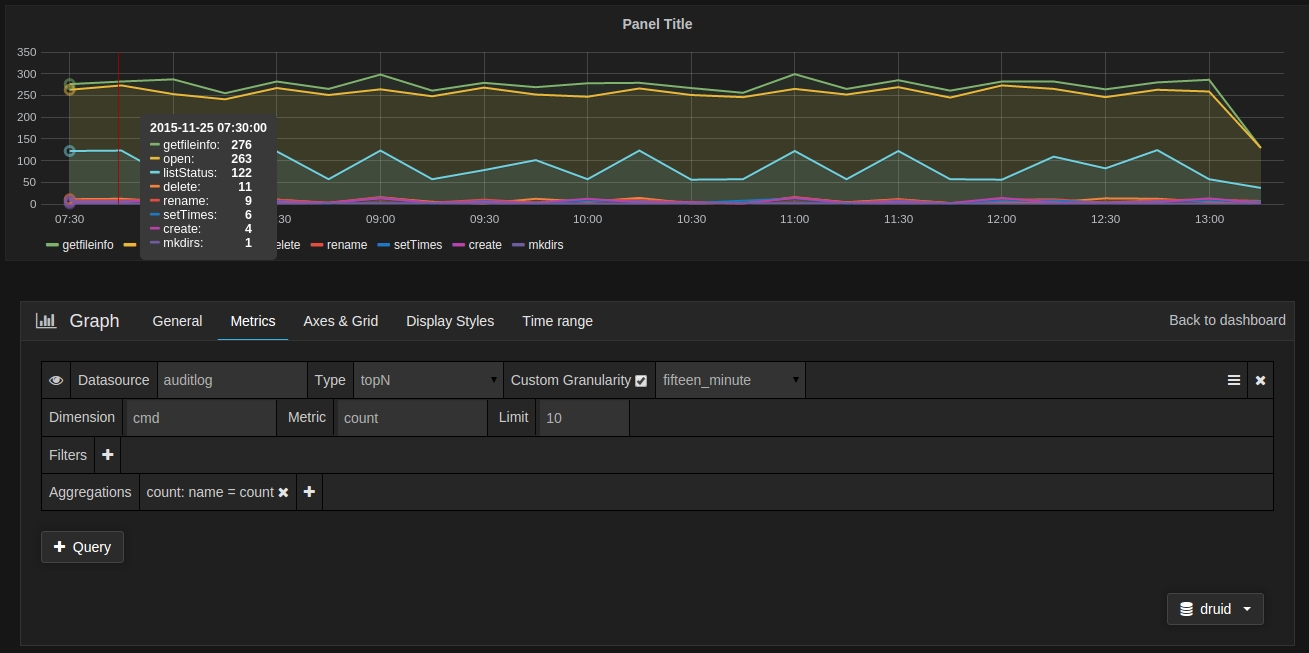 Panel Title
350
300
250
200
150
100
50
0
2015-11-25 07:30:00
getfileinfo: 276
open: 263
listStatus: 122
delete: 11
rename: 9
setTimes: 6
create: 4
mkdirs: 1
07:30 :30 09:00 09:30 10:00 10:30 11:00 11:30 12:00 12:30 13:00
getfileinfo elete rename setTimes create mkdirs
Graph General Metrics Axes & Grid Display Styles Time range Back to dashboard
Datasource auditlog Type topN Custom Granularity fifteen_minute
Dimension cmd Metric count Limit 10
Filters
Aggregations count: name = count
Query
druid